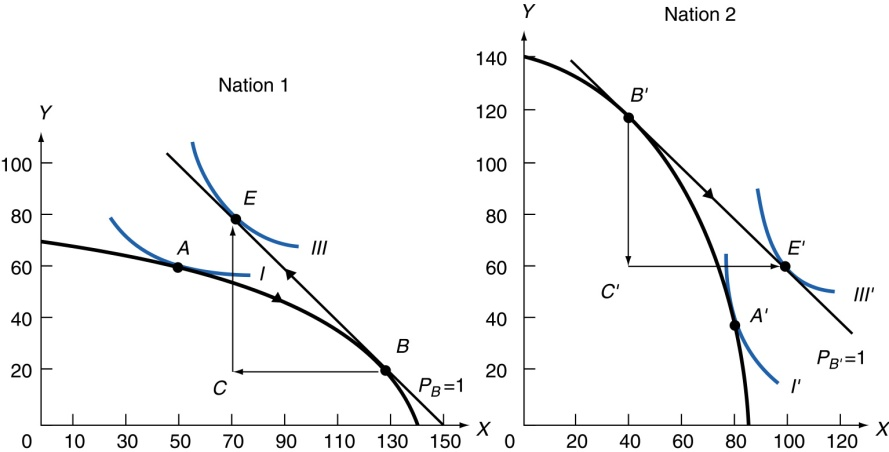 Nation 1
Y
100
80
60
40
20
0
10 30 50 70 90 110 130 150 X
A
I
E
III
B
C
P_B=1
Nation 2
Y
140
120
100
80
60
40
20
0
20 40 60 80 100 120 X
B'
E'
III'
C'
A'
I'
P_B'=1